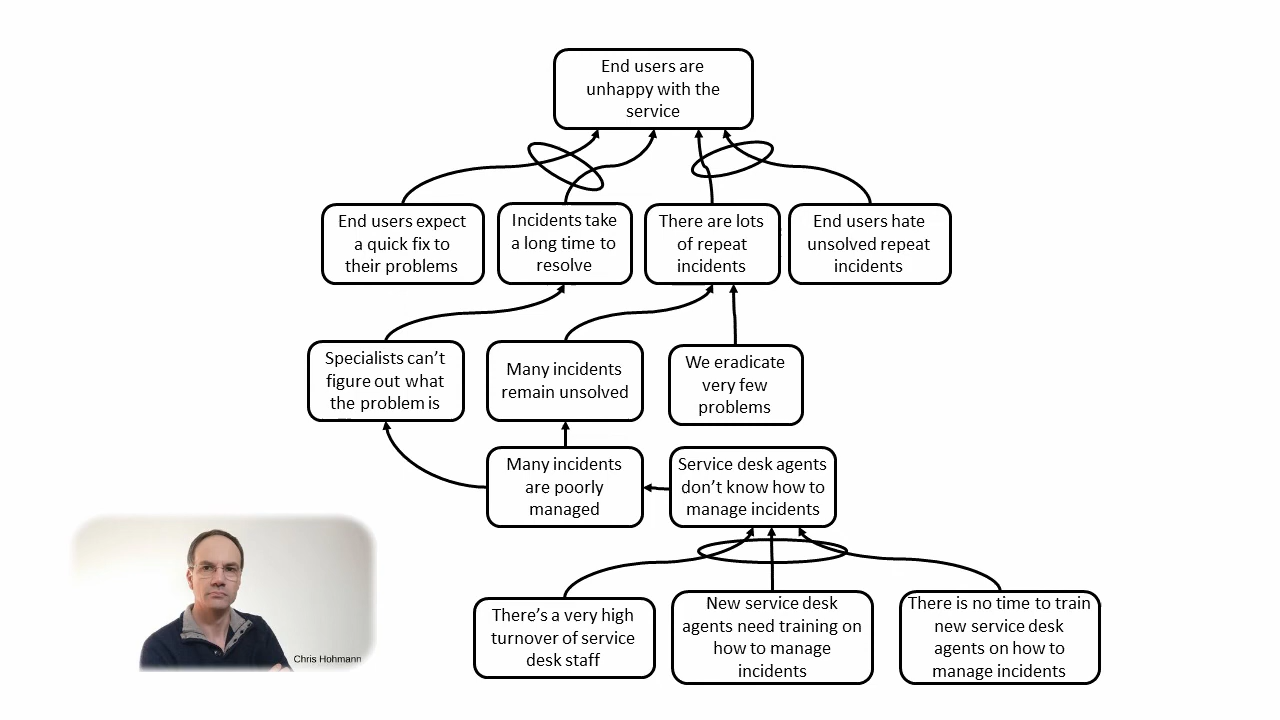 End users are
unhappy with the
service
End users expect
a quick fix to
their problems
Incidents take
a long time to
resolve
There are lots
of repeat
incidents
End users hate
unsolved repeat
incidents
Specialists can't
figure out what
the problem is
Many incidents
remain unsolved
We eradicate
very few
problems
Many incidents
are poorly
managed
Service desk agents
don't know how to
manage incidents
There's a very high
turnover of service
desk staff
New service desk
agents need training on
how to manage
incidents
There is no time to train
new service desk
agents on how to
manage incidents
Chris Hohmann